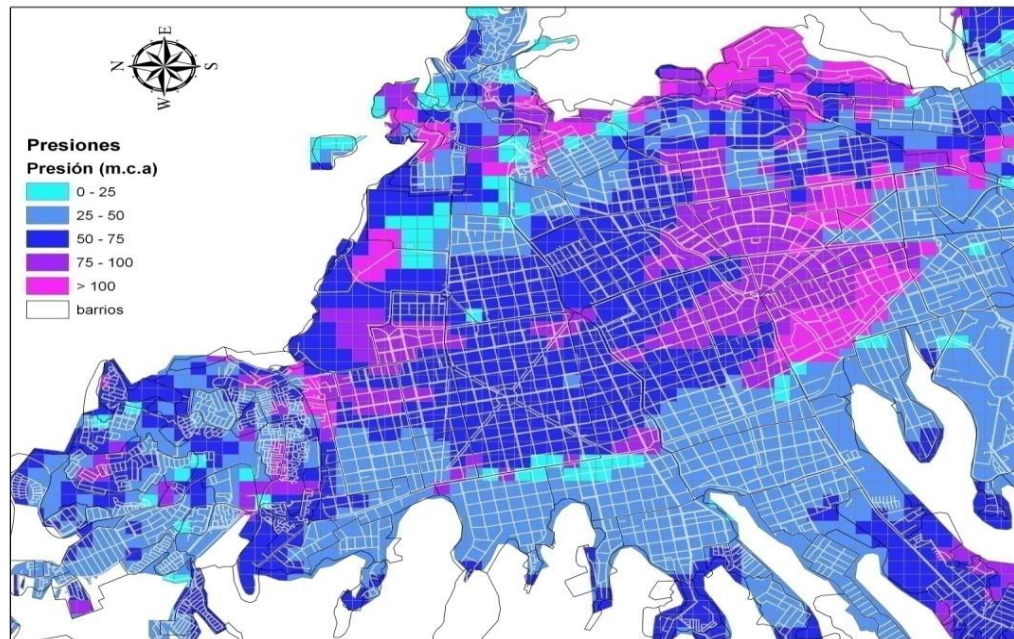 E
N
S
W
Presiones
Presión (m.c.a)
0 - 25
25 - 50
50 - 75
75 - 100
> 100
barrios